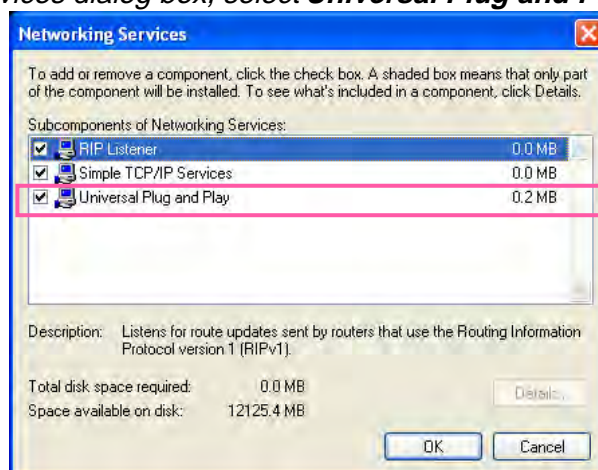 vices dialog box, select Universal Plug and P
Networking Services
To add or remove a component, click the check box. A shaded box means that only part
of the component will be installed. To see what's included in a component, click Details.
Subcomponents of Networking Services:
RIP Listener 0.0 MB
Simple TCP/IP Services 0.0 MB
Universal Plug and Play 0.2 MB
Description: Listens for route updates sent by routers that use the Routing Information
Protocol version 1 (RIPv1).
Total disk space required: 0.0 MB
Details...
Space available on disk: 12125.4 MB
OK Cancel